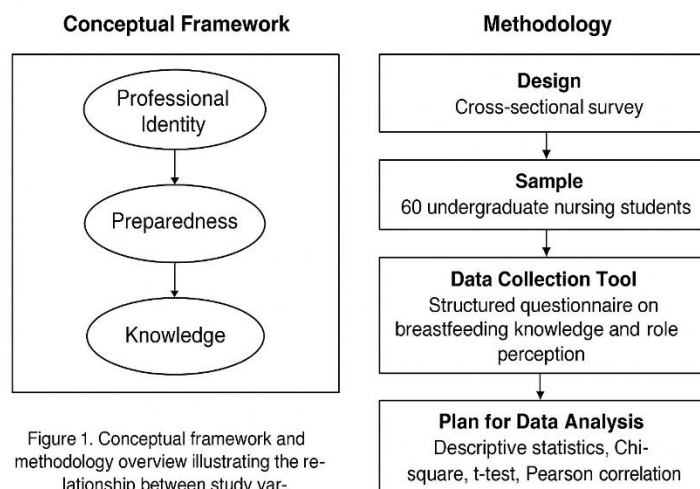 Conceptual Framework
Professional
Identity
Preparedness
Knowledge
Figure 1. Conceptual framework and
methodology overview illustrating the re-
lationship between study var-
Methodology
Design
Cross-sectional survey
Sample
60 undergraduate nursing students
Data Collection Tool
Structured questionnaire on
breastfeeding knowledge and role
perception
Plan for Data Analysis
Descriptive statistics, Chi-
square, t-test, Pearson correlation